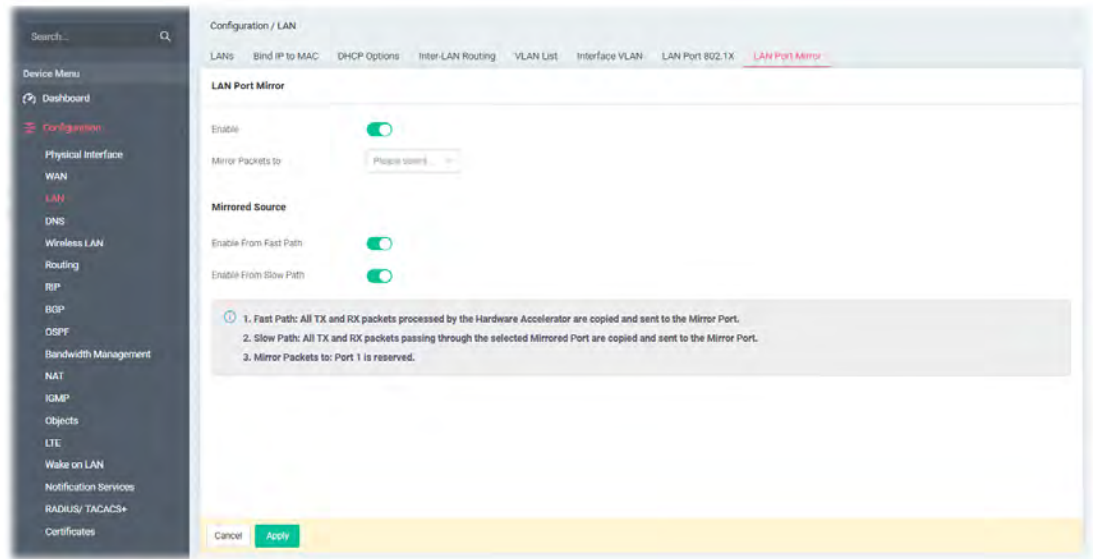 Search...
Device Menu
Dashboard
Configuration
Physical Interface
WAN
LAN
DNS
Wireless LAN
Routing
RIP
BGP
OSPF
Bandwidth Management
NAT
IGMP
Objects
LTE
Wake on LAN
Notification Services
RADIUS/ TACACS+
Certificates
Configuration / LAN
LANs Bind IP to MAC DHCP Options Inter-LAN Routing VLAN List Interface VLAN LAN Port 802.1X LAN Port Mirror
LAN Port Mirror
Enable
Mirror Packets to Please select ...
Mirrored Source
Enable From Fast Path
Enable From Slow Path
1. Fast Path: All TX and RX packets processed by the Hardware Accelerator are copied and sent to the Mirror Port.
2. Slow Path: All TX and RX packets passing through the selected Mirrored Port are copied and sent to the Mirror Port.
3. Mirror Packets to: Port 1 is reserved.
Cancel Apply